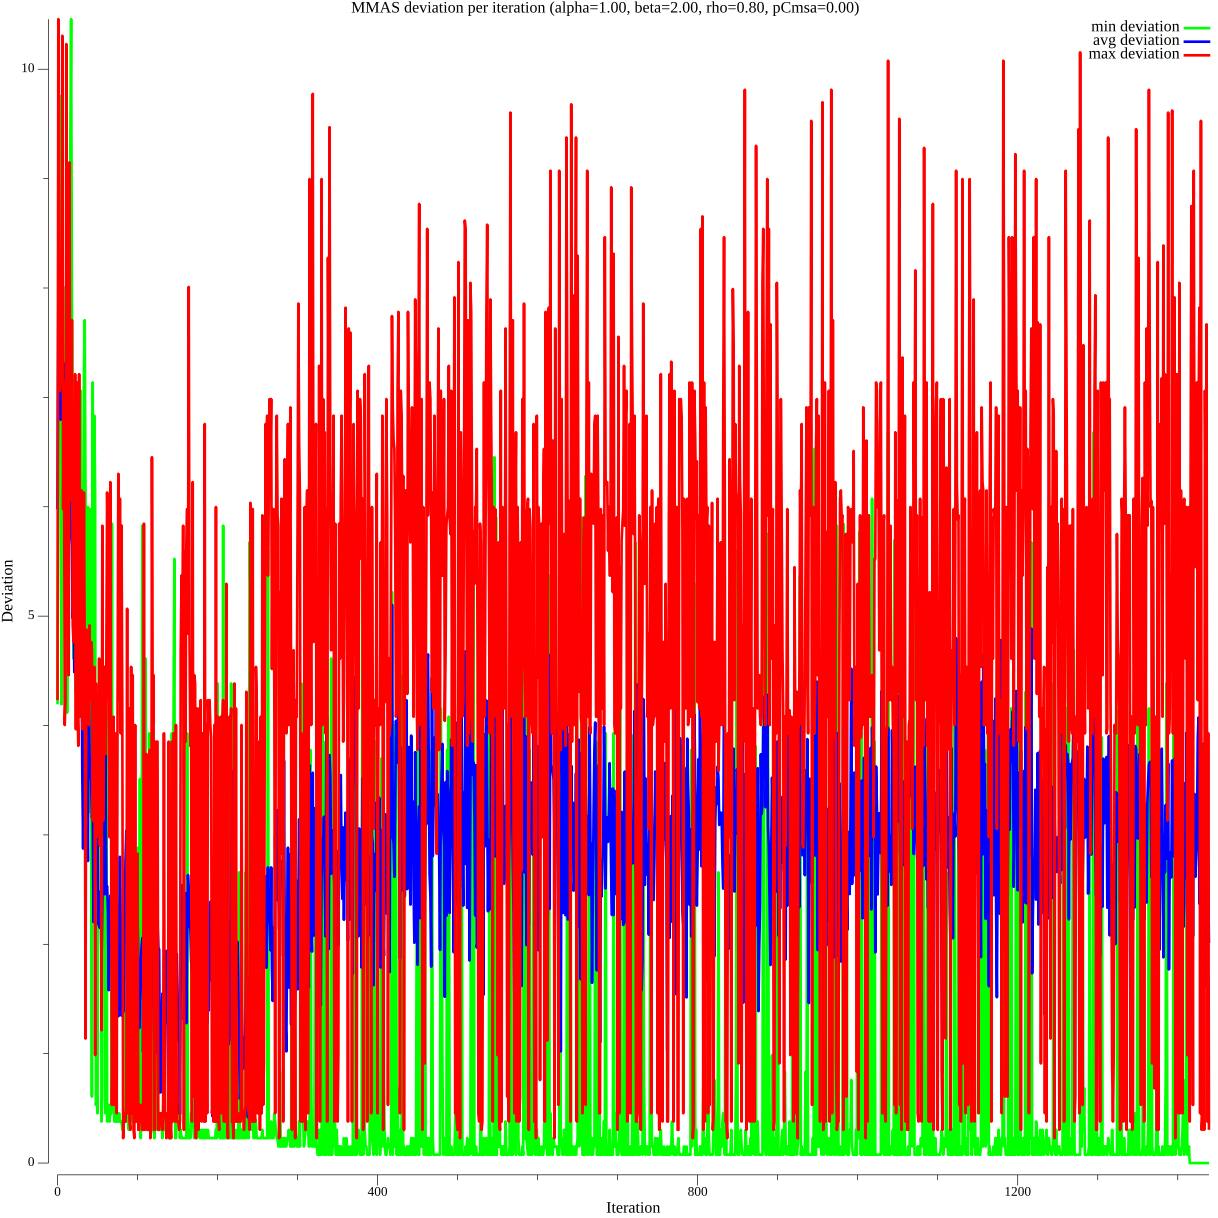 MMAS deviation per iteration (alpha=1.00, beta=2.00, rho=0.80, pCmsa=0.00)
min deviation
avg deviation
max deviation
10
5
0
Deviation
0
400
800
1200
Iteration